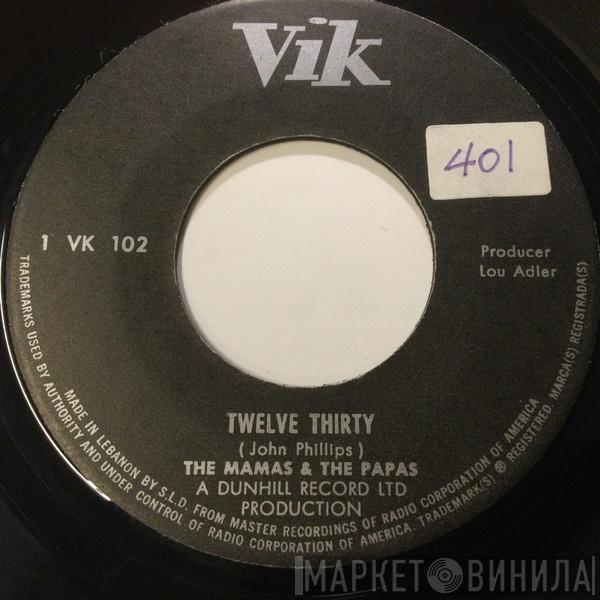 Vik
401
1 VK 102
Producer
Lou Adler
TWELVE THIRTY
(John Phillips)
THE MAMAS & THE PAPAS
A DUNHILL RECORD LTD
PRODUCTION
TRADEMARKS USED BY AUTHORITY AND UNDER CONTROL OF RADIO CORPORATION OF AMERICA. TRADEMARK(S) ® REGISTERED. MARCA(S) REGISTRADA(S)
MADE IN LEBANON BY S.L.D. FROM MASTER RECORDINGS OF RADIO CORPORATION OF AMERICA
МАРКЕТ ВИНИЛА